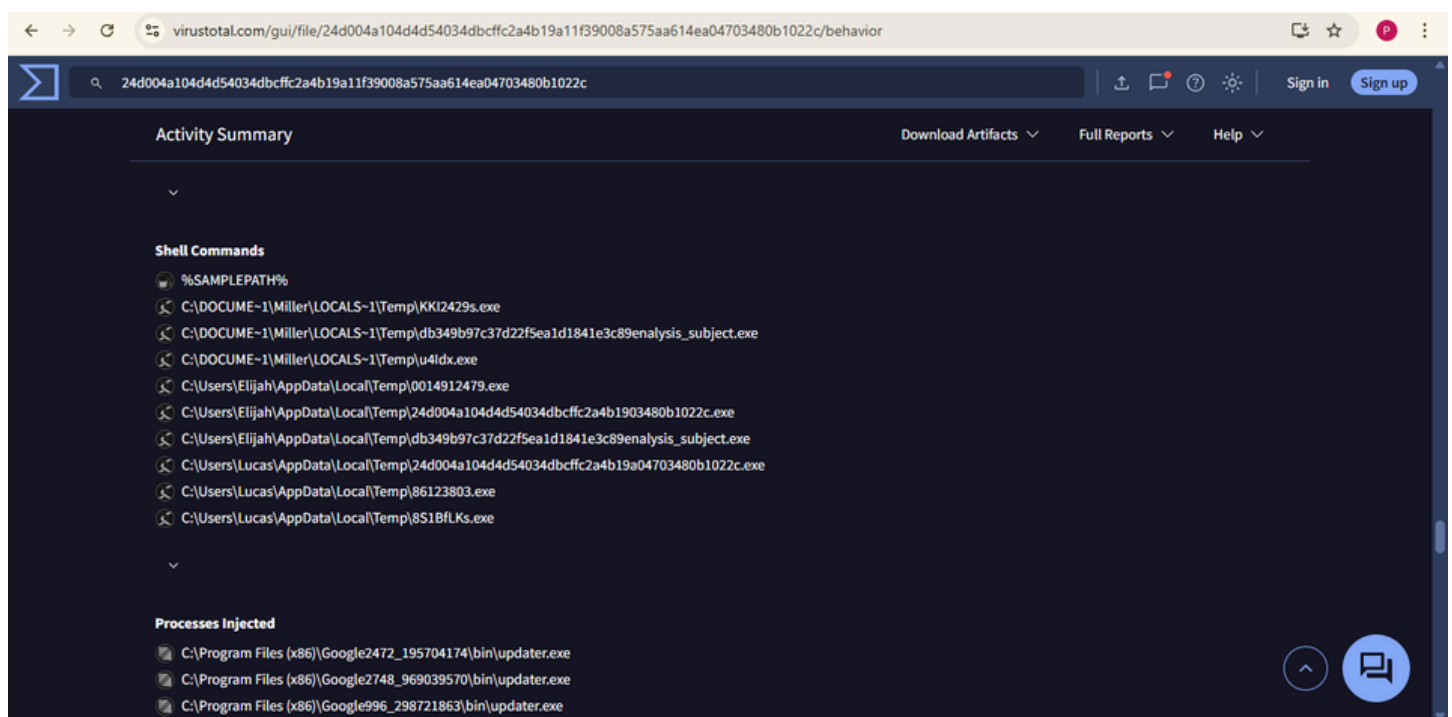 virustotal.com/gui/file/24d004a104d4d54034dbcffc2a4b19a11f39008a575aa614ea04703480b1022c/behavior
P
24d004a104d4d54034dbcffc2a4b19a11f39008a575aa614ea04703480b1022c
Sign in
Sign up
Activity Summary
Download Artifacts
Full Reports
Help
Shell Commands
%SAMPLEPATH%
C:\DOCUME~1\Miller\LOCALS~1\Temp\KKI2429s.exe
C:\DOCUME~1\Miller\LOCALS~1\Temp\db349b97c37d22f5ea1d1841e3c89enalysis_subject.exe
C:\DOCUME~1\Miller\LOCALS~1\Temp\u4Idx.exe
C:\Users\Elijah\AppData\Local\Temp\0014912479.exe
C:\Users\Elijah\AppData\Local\Temp\24d004a104d4d54034dbcffc2a4b1903480b1022c.exe
C:\Users\Elijah\AppData\Local\Temp\db349b97c37d22f5ea1d1841e3c89enalysis_subject.exe
C:\Users\Lucas\AppData\Local\Temp\24d004a104d4d54034dbcffc2a4b19a04703480b1022c.exe
C:\Users\Lucas\AppData\Local\Temp\86123803.exe
C:\Users\Lucas\AppData\Local\Temp\8S1BfLKs.exe
Processes Injected
C:\Program Files (x86)\Google2472_195704174\bin\updater.exe
C:\Program Files (x86)\Google2748_969039570\bin\updater.exe
C:\Program Files (x86)\Google996_298721863\bin\updater.exe